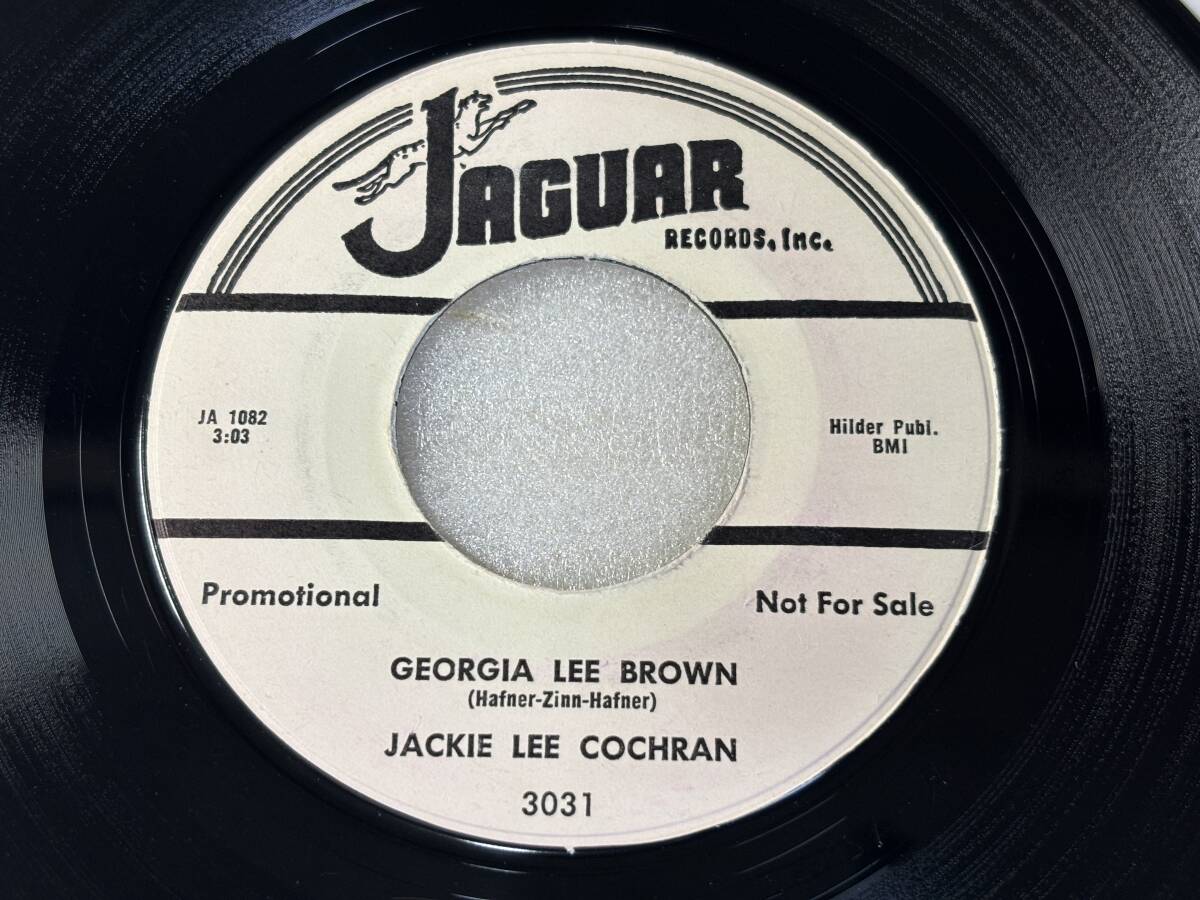 JAGUAR
RECORDS, INC.
JA 1082
3:03
Hilder Publ.
BMI
Promotional
Not For Sale
GEORGIA LEE BROWN
(Hafner-Zinn-Hafner)
JACKIE LEE COCHRAN
3031